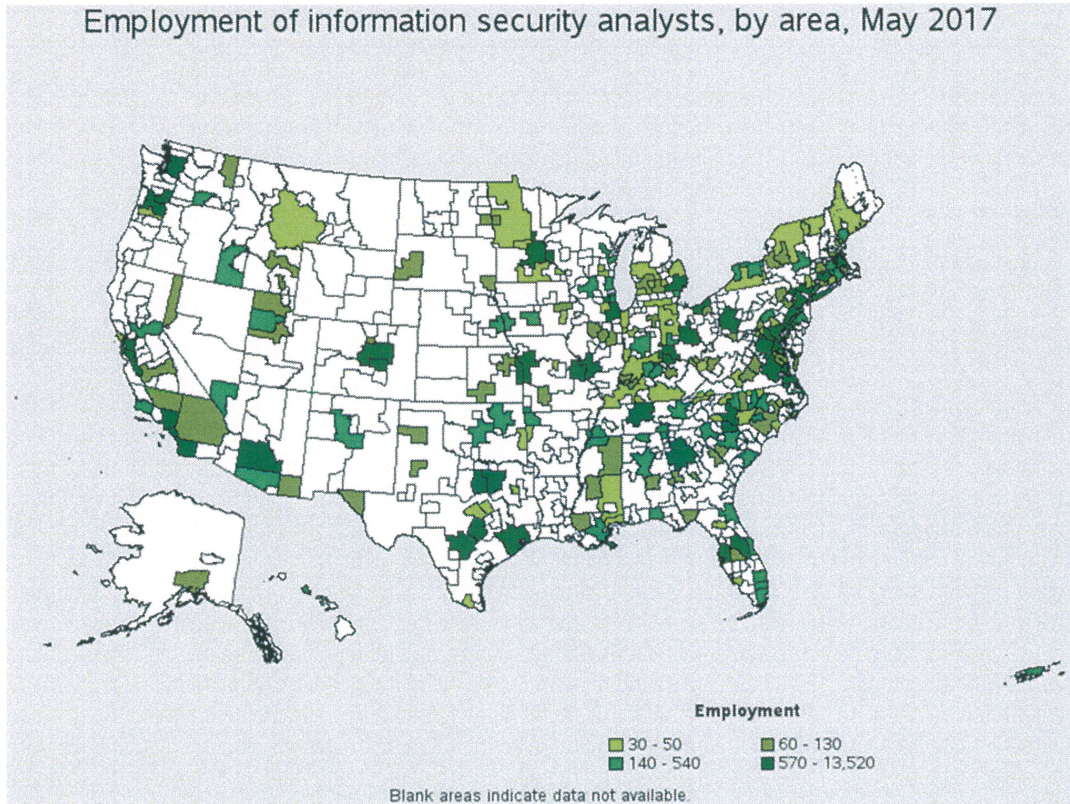 Employment of information security analysts, by area, May 2017
Employment
30 - 50
60 - 130
140 - 540
570 - 13,520
Blank areas indicate data not available.